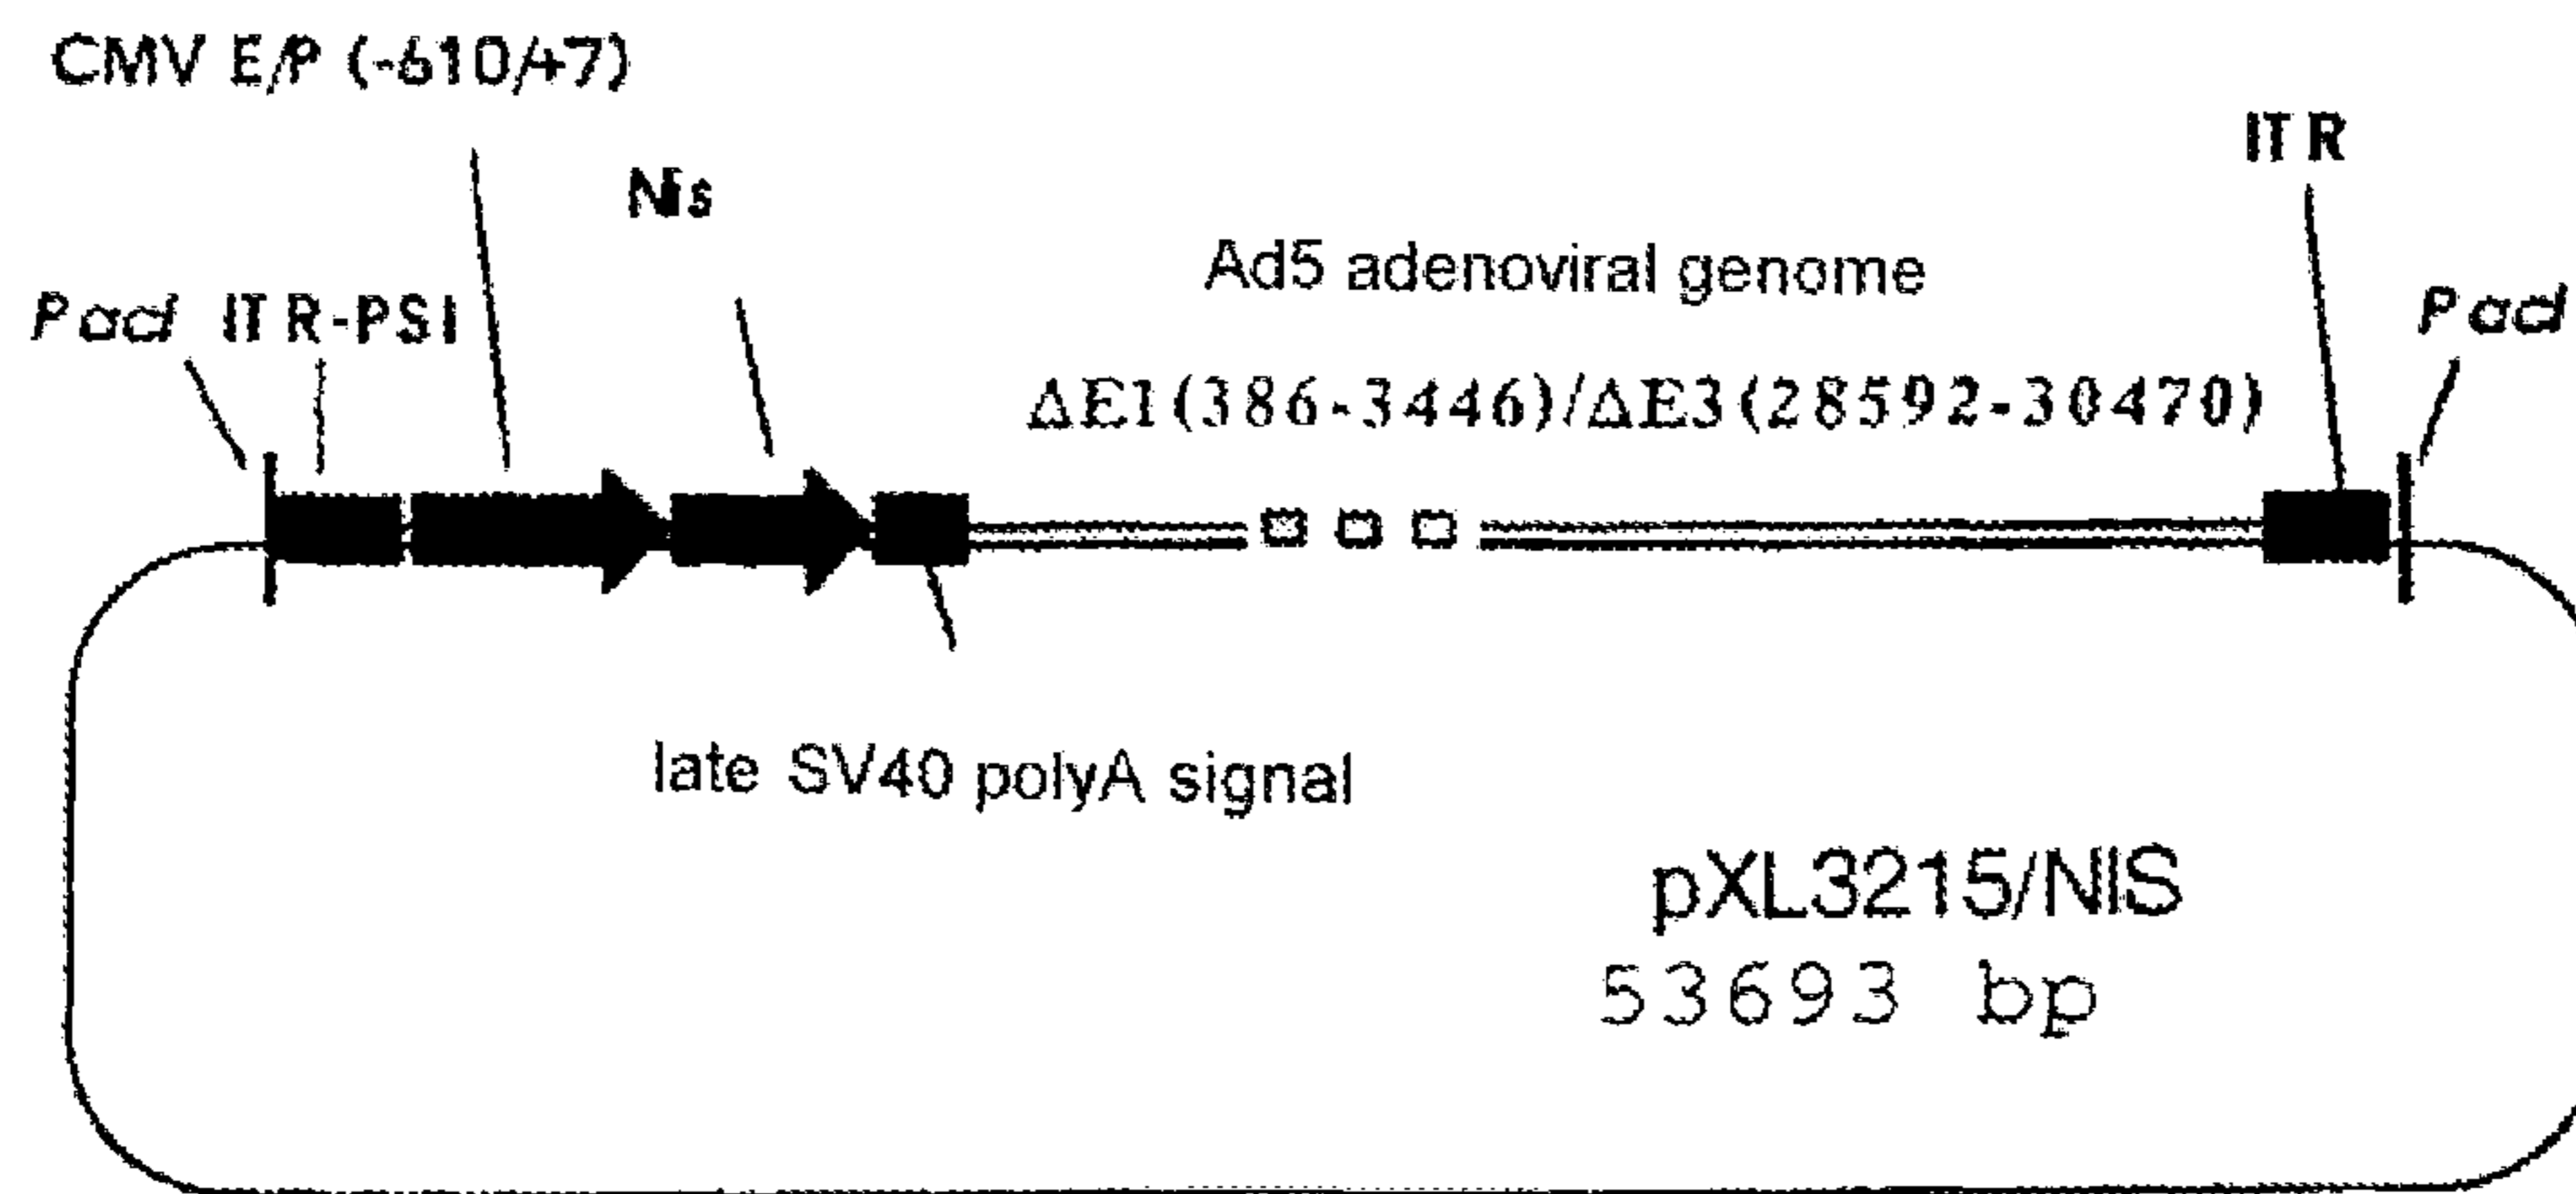 CMV E/P (-610/+7)
ITR
Nis
Ad5 adenoviral genome
PacI ITR-PSI
PacI
ΔE1(386-3446)/ΔE3(28592-30470)
late SV40 polyA signal
pXL3215/NIS
53693 bp